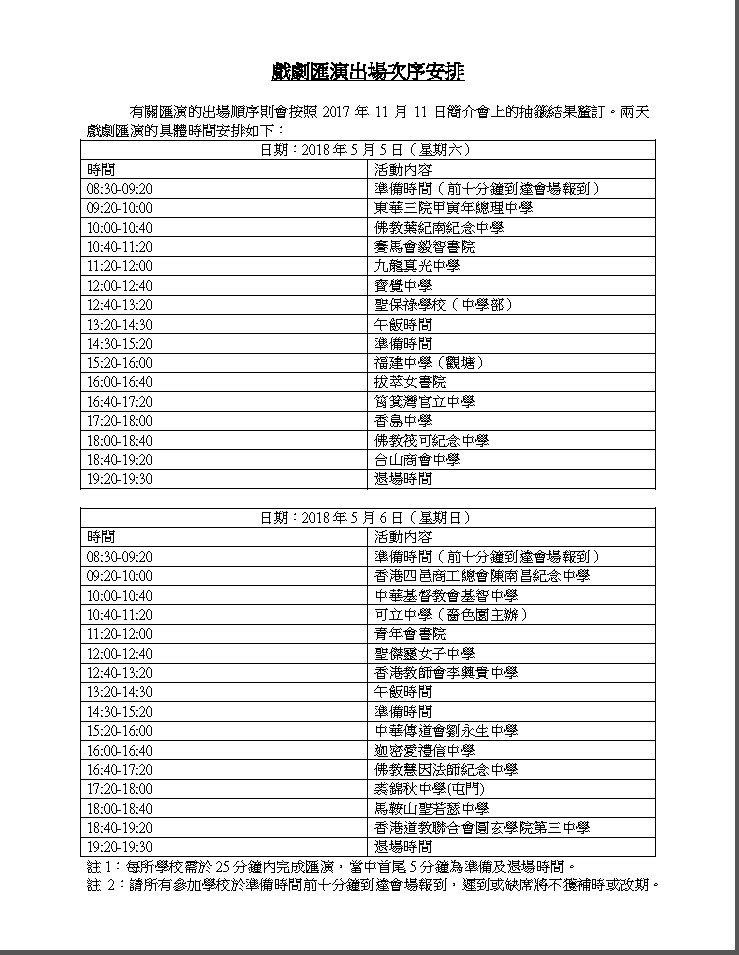 戲劇匯演出場次序安排
有關匯演的出場順序則會按照 2017 年 11 月 11 日簡介會上的抽籤結果釐訂。兩天
戲劇匯演的具體時間安排如下：
日期：2018 年 5 月 5 日（星期六）
時間 活動內容
08:30-09:20 準備時間（前十分鐘到達會場報到）
09:20-10:00 東華三院甲寅年總理中學
10:00-10:40 佛教葉紀南紀念中學
10:40-11:20 賽馬會毅智書院
11:20-12:00 九龍真光中學
12:00-12:40 寶覺中學
12:40-13:20 聖保祿學校（中學部）
13:20-14:30 午飯時間
14:30-15:20 準備時間
15:20-16:00 福建中學（觀塘）
16:00-16:40 拔萃女書院
16:40-17:20 筲箕灣官立中學
17:20-18:00 香島中學
18:00-18:40 佛教筏可紀念中學
18:40-19:20 台山商會中學
19:20-19:30 退場時間
日期：2018 年 5 月 6 日（星期日）
時間 活動內容
08:30-09:20 準備時間（前十分鐘到達會場報到）
09:20-10:00 香港四邑商工總會陳南昌紀念中學
10:00-10:40 中華基督教會基智中學
10:40-11:20 可立中學（嗇色園主辦）
11:20-12:00 青年會書院
12:00-12:40 聖傑靈女子中學
12:40-13:20 香港教師會李興貴中學
13:20-14:30 午飯時間
14:30-15:20 準備時間
15:20-16:00 中華傳道會劉永生中學
16:00-16:40 迦密愛禮信中學
16:40-17:20 佛教慧因法師紀念中學
17:20-18:00 裘錦秋中學(屯門)
18:00-18:40 馬鞍山聖若瑟中學
18:40-19:20 香港道教聯合會圓玄學院第三中學
19:20-19:30 退場時間
註 1：每所學校需於 25 分鐘內完成匯演，當中首尾 5 分鐘為準備及退場時間。
註 2：請所有參加學校於準備時間前十分鐘到達會場報到，遲到或缺席將不獲補時或改期。